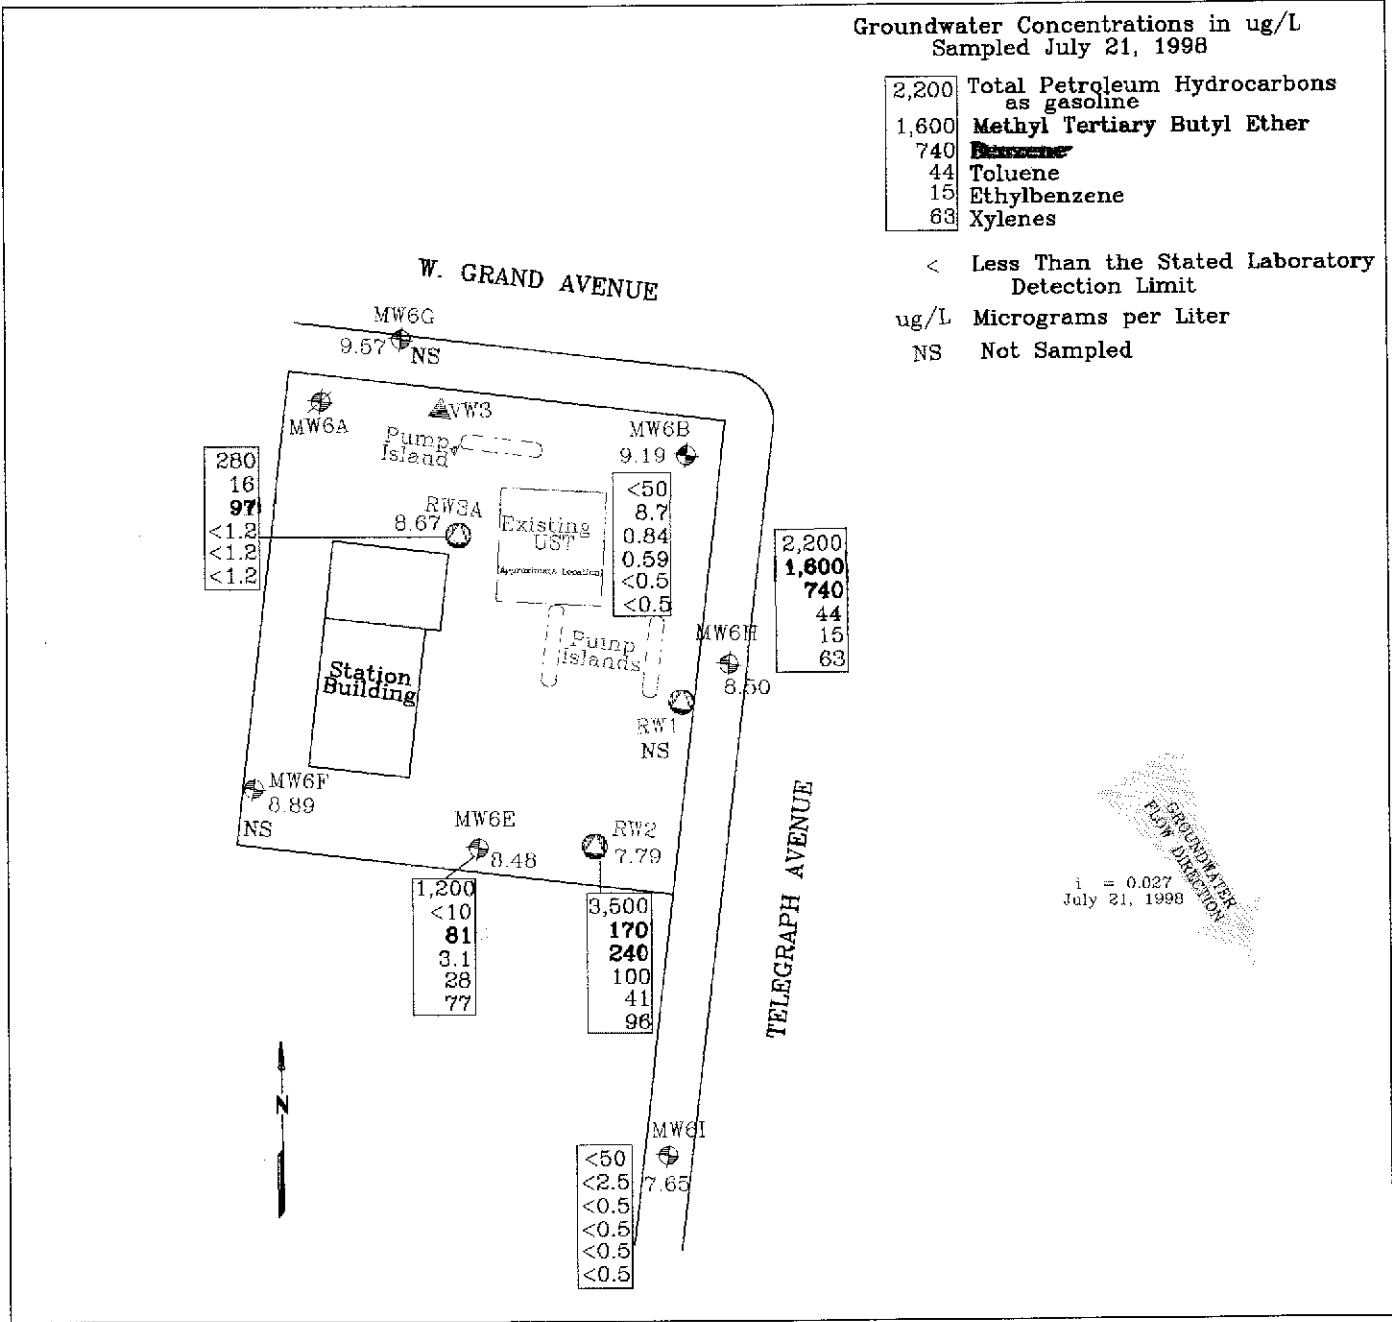 Groundwater Concentrations in ug/L
Sampled July 21, 1998
2,200 Total Petroleum Hydrocarbons
as gasoline
1,600 Methyl Tertiary Butyl Ether
740 Benzene
44 Toluene
15 Ethylbenzene
63 Xylenes
< Less Than the Stated Laboratory
Detection Limit
ug/L Micrograms per Liter
NS Not Sampled
W. GRAND AVENUE
MW6G
9.57 NS
MW6A
VW3
Pump
Island
MW6B
9.19
280
16
97
<1.2
<1.2
<1.2
RW3A
8.67
Existing
UST
(Approximate Location)
<50
8.7
0.84
0.59
<0.5
<0.5
2,200
1,600
740
44
15
63
MW6H
8.50
Pump
Islands
Station
Building
RW1
NS
MW6F
8.89
NS
MW6E
8.48
RW2
7.79
1,200
<10
81
3.1
28
77
3,500
170
240
100
41
96
TELEGRAPH AVENUE
GROUNDWATER
FLOW DIRECTION
i = 0.027
July 21, 1998
N
MW6I
7.65
<50
<2.5
<0.5
<0.5
<0.5
<0.5